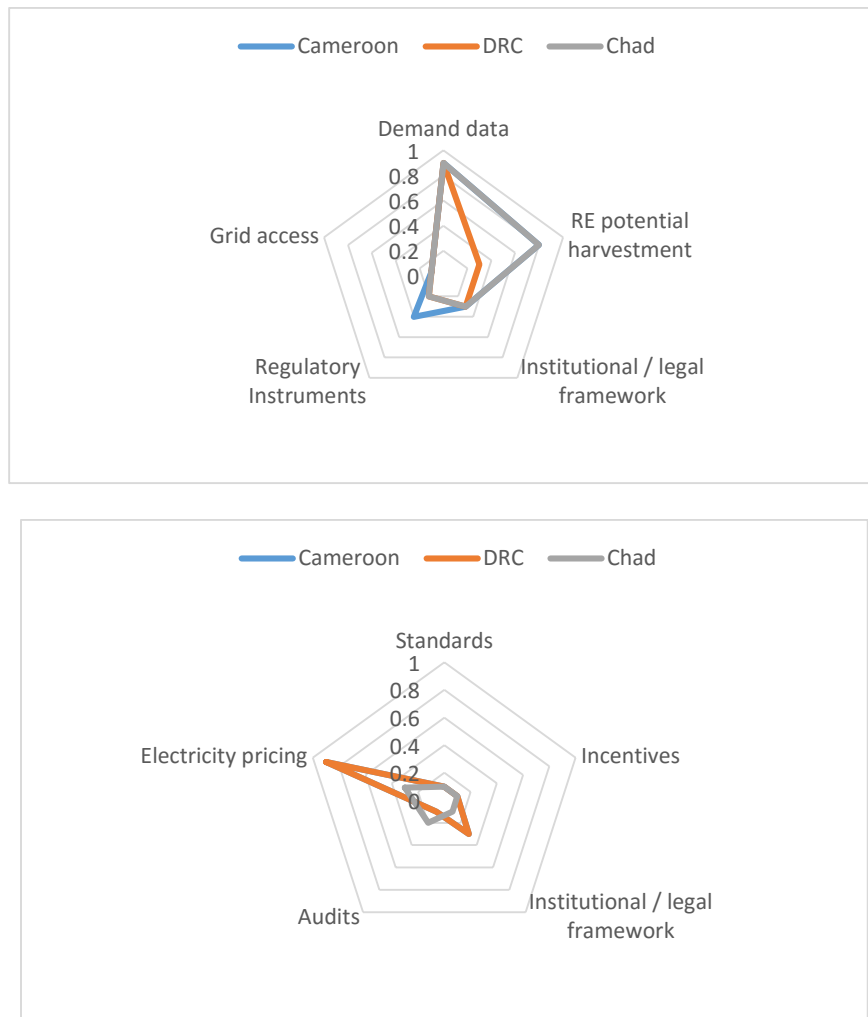 Cameroon DRC Chad
Demand data
1
0.8
0.6
0.4
0.2
0
Grid access
RE potential
harvestment
Regulatory
Instruments
Institutional / legal
framework
Cameroon DRC Chad
Standards
1
0.8
0.6
0.4
0.2
0
Electricity pricing
Incentives
Audits
Institutional / legal
framework